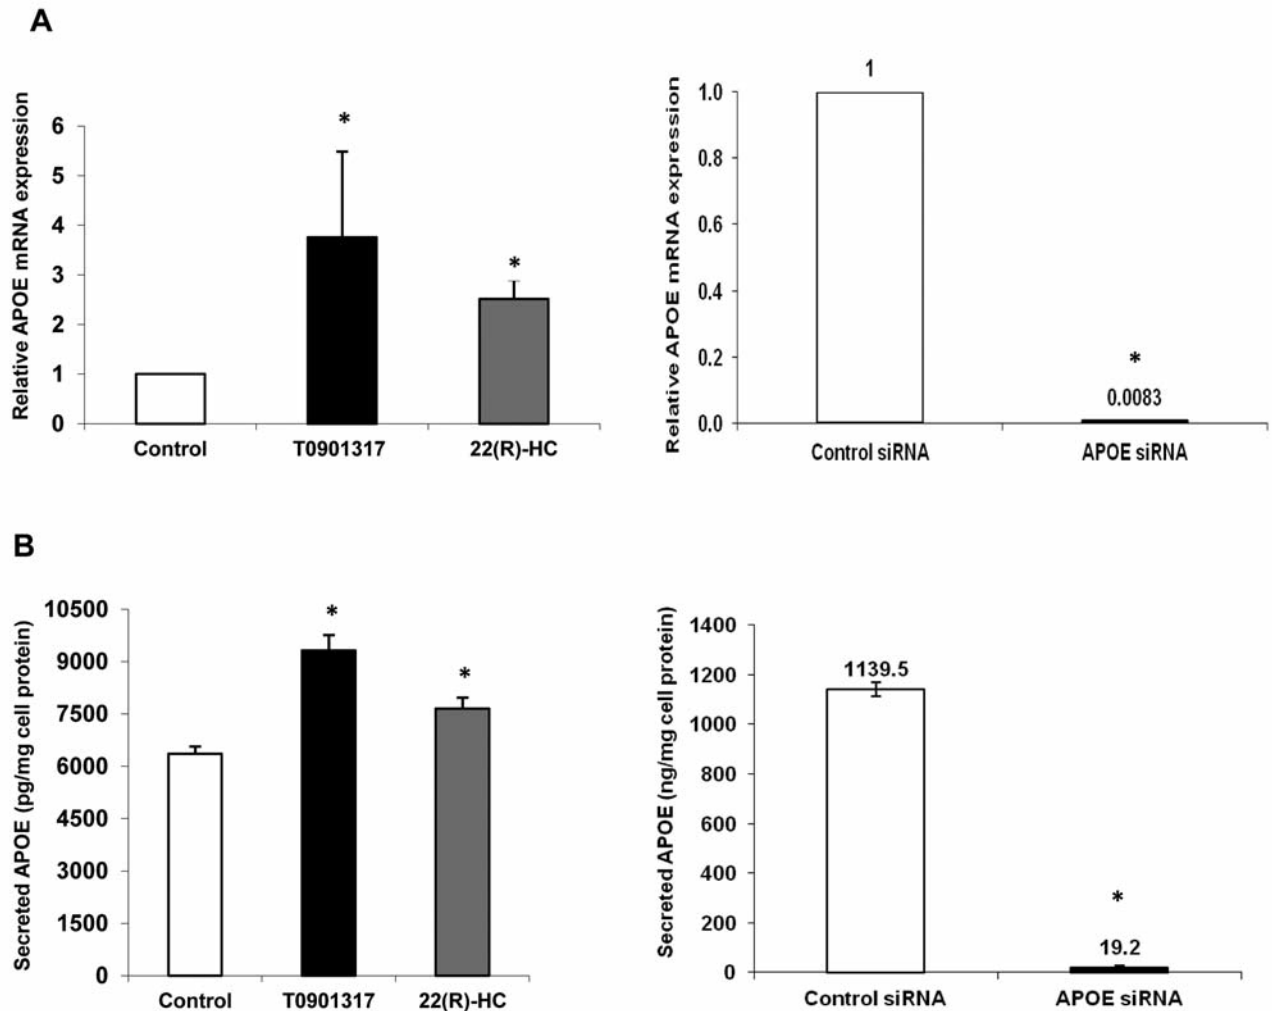 A
Relative APOE mRNA expression
6
5
4
3
2
1
0
*
*
Control
T0901317
22(R)-HC
Relative APOE mRNA expression
1.0
0.8
0.6
0.4
0.2
0.0
1
*
0.0083
Control siRNA
APOE siRNA
B
Secreted APOE (pg/mg cell protein)
10500
9000
7500
6000
4500
3000
1500
0
*
*
Control
T0901317
22(R)-HC
Secreted APOE (ng/mg cell protein)
1400
1200
1000
800
600
400
200
0
1139.5
*
19.2
Control siRNA
APOE siRNA